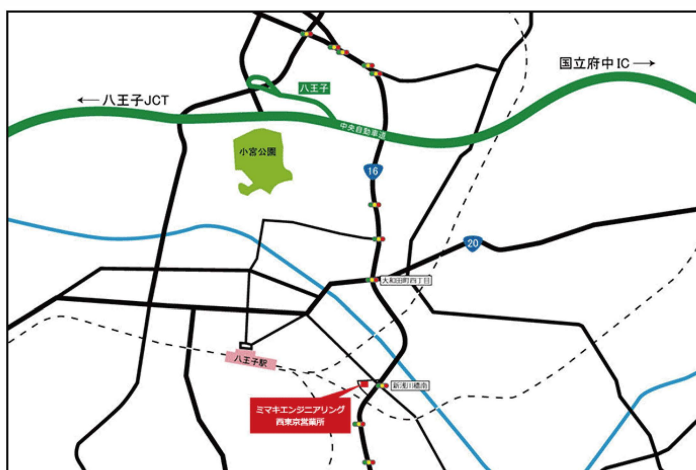 国立府中IC→
←八王子JCT
八王子
中央自動車道
小宮公園
16
20
大和田町四丁目
八王子駅
新浅川橋南
ミマキエンジニアリング
西東京営業所